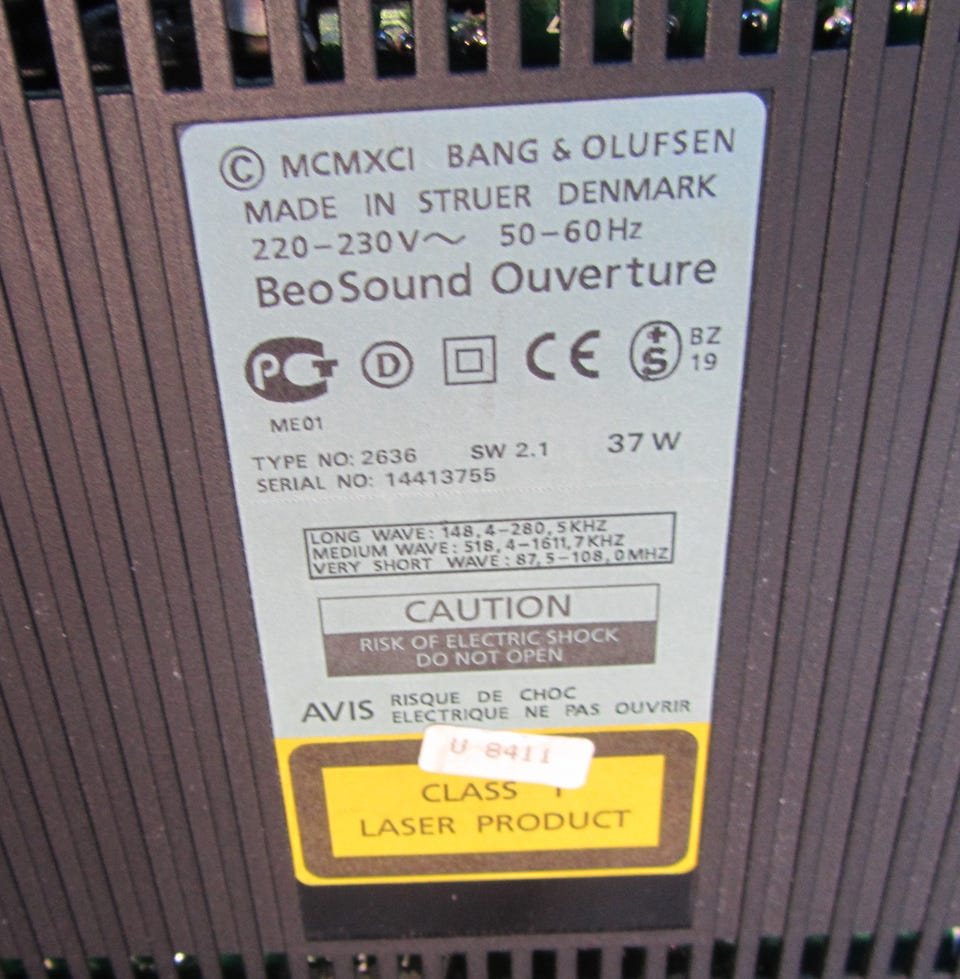 © MCMXCI BANG & OLUFSEN
MADE IN STRUER DENMARK
220–230V~ 50–60Hz
BeoSound Ouverture
PCT D CE +S BZ 19
ME01
TYPE NO: 2636 SW 2.1 37 W
SERIAL NO: 14413755
LONG WAVE: 148,4–280,5KHZ
MEDIUM WAVE: 518,4–1611,7KHZ
VERY SHORT WAVE: 87,5–108,0MHZ
CAUTION
RISK OF ELECTRIC SHOCK
DO NOT OPEN
AVIS RISQUE DE CHOC
ELECTRIQUE NE PAS OUVRIR
U 8411
CLASS 1
LASER PRODUCT